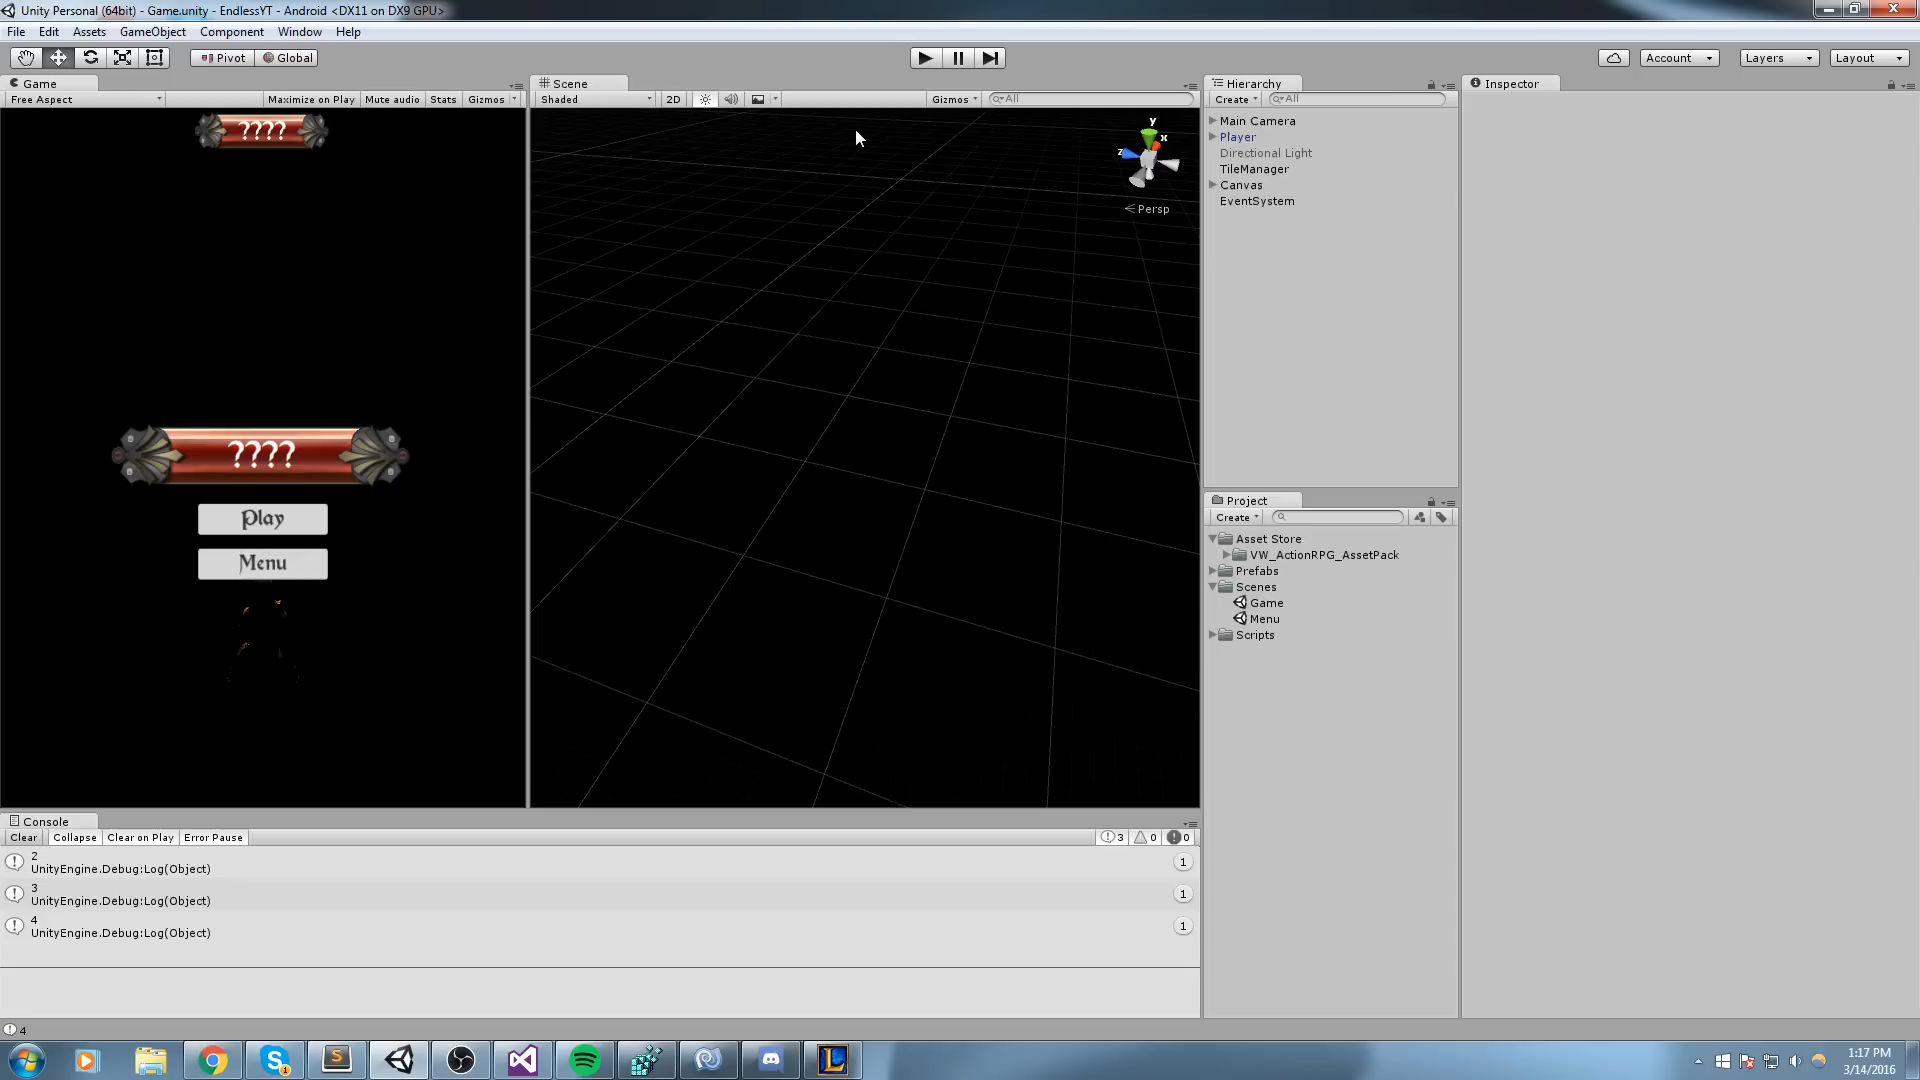 Unity Personal (64bit) - Game.unity - EndlessYT - Android <DX11 on DX9 GPU>
File Edit Assets GameObject Component Window Help
Pivot Global Account Layers Layout
Game
Free Aspect Maximize on Play Mute audio Stats Gizmos
????
????
Play
Menu
Scene
Shaded 2D Gizmos All
y
x
z
Persp
Hierarchy
Create All
Main Camera
Player
Directional Light
TileManager
Canvas
EventSystem
Project
Create
Asset Store
VW_ActionRPG_AssetPack
Prefabs
Scenes
Game
Menu
Scripts
Inspector
Console
Clear Collapse Clear on Play Error Pause 3 0 0
2
UnityEngine.Debug:Log(Object) 1
3
UnityEngine.Debug:Log(Object) 1
4
UnityEngine.Debug:Log(Object) 1
4
1:17 PM
3/14/2016